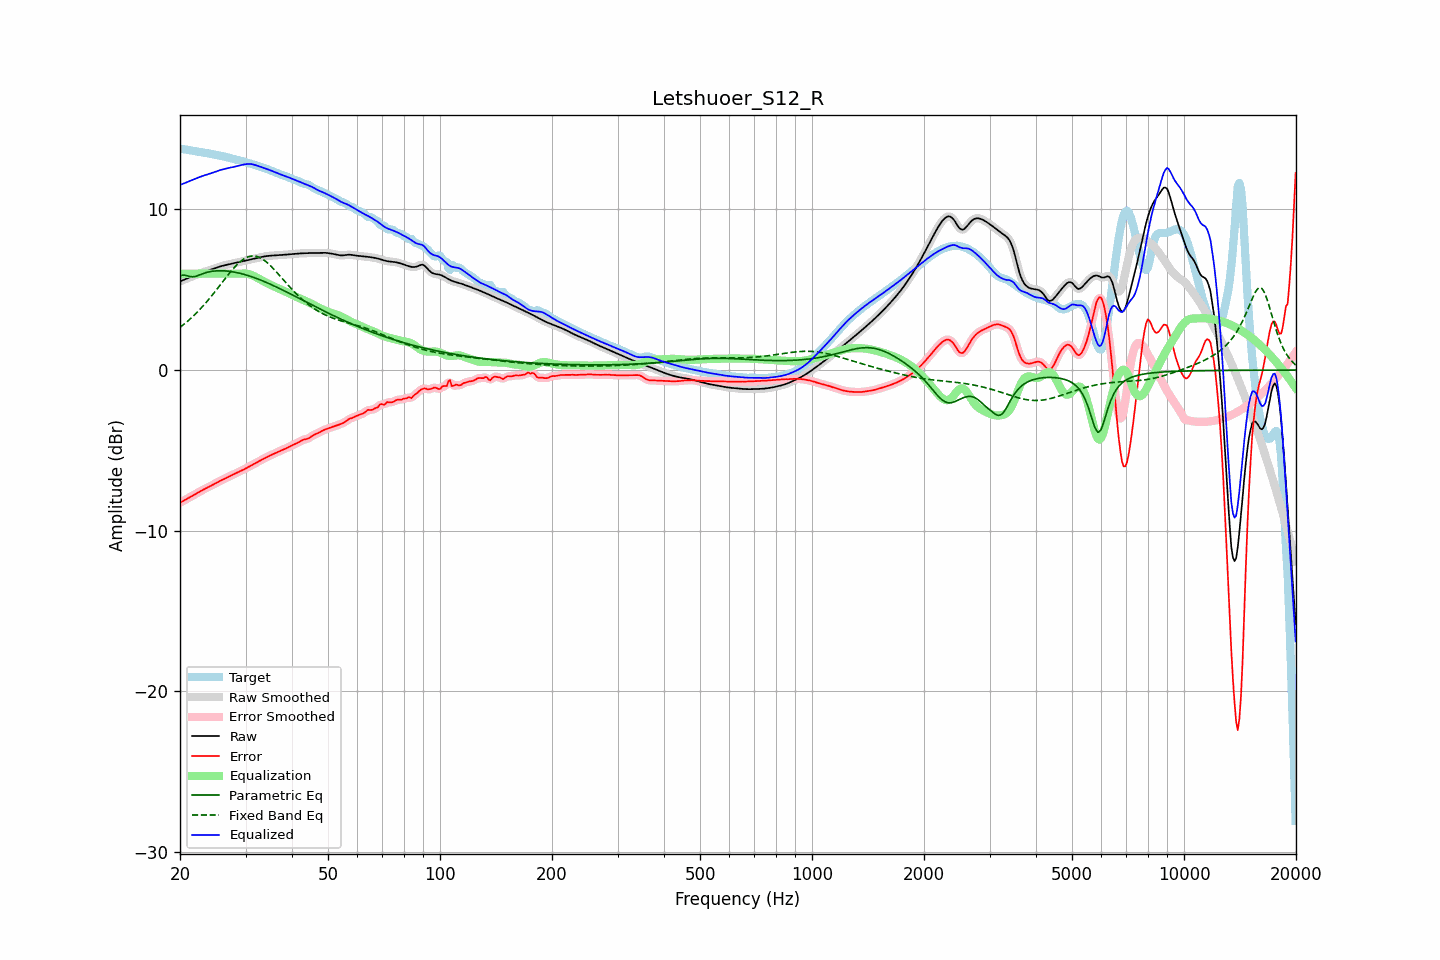 Letshuoer_S12_R
Amplitude (dBr)
10
0
−10
−20
−30
Target
Raw Smoothed
Error Smoothed
Raw
Error
Equalization
Parametric Eq
Fixed Band Eq
Equalized
20 50 100 200 500 1000 2000 5000 10000 20000
Frequency (Hz)